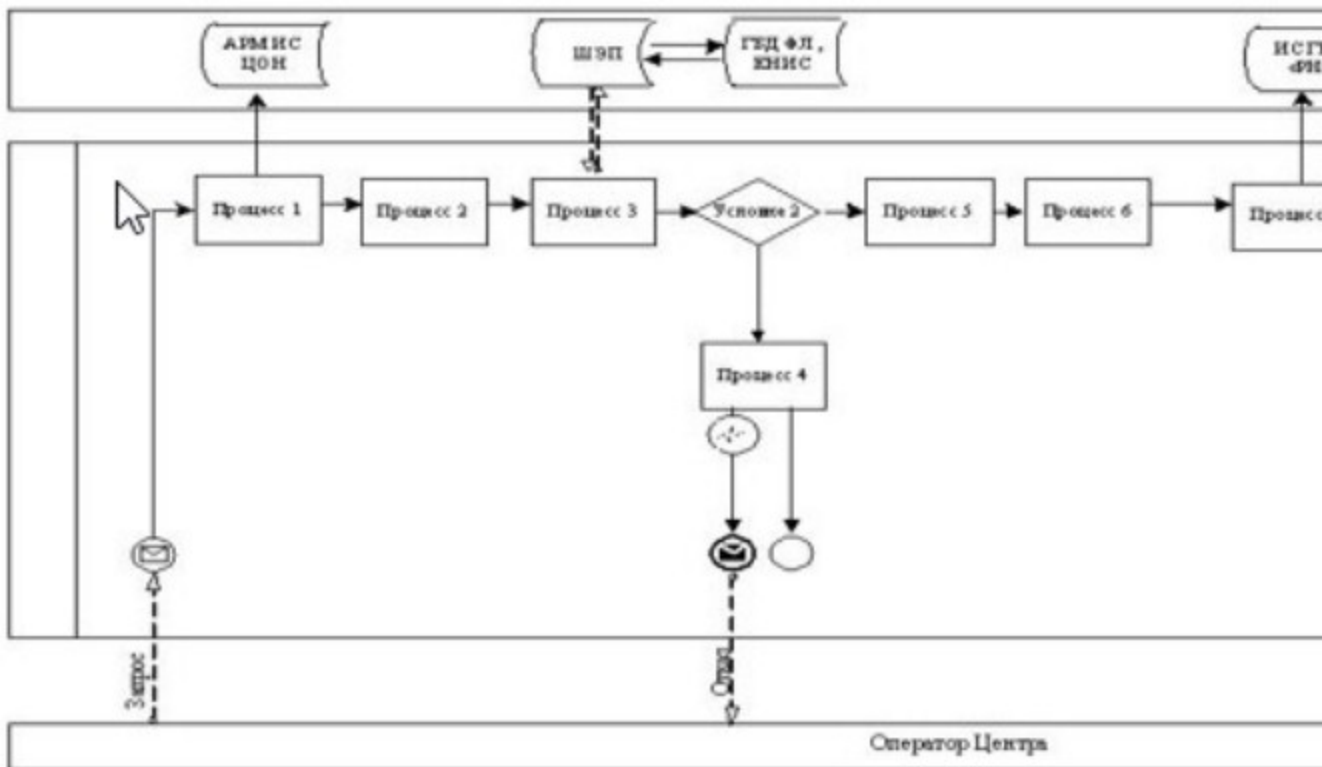 АРМ ИС
ЦОН
ШЭП
ГБД ФЛ,
ЕНИС
Процесс 1
Процесс 2
Процесс 3
Условие 2
Процесс 5
Процесс 6
Процесс
Процесс 4
Запрос
Отказ
Оператор Центра